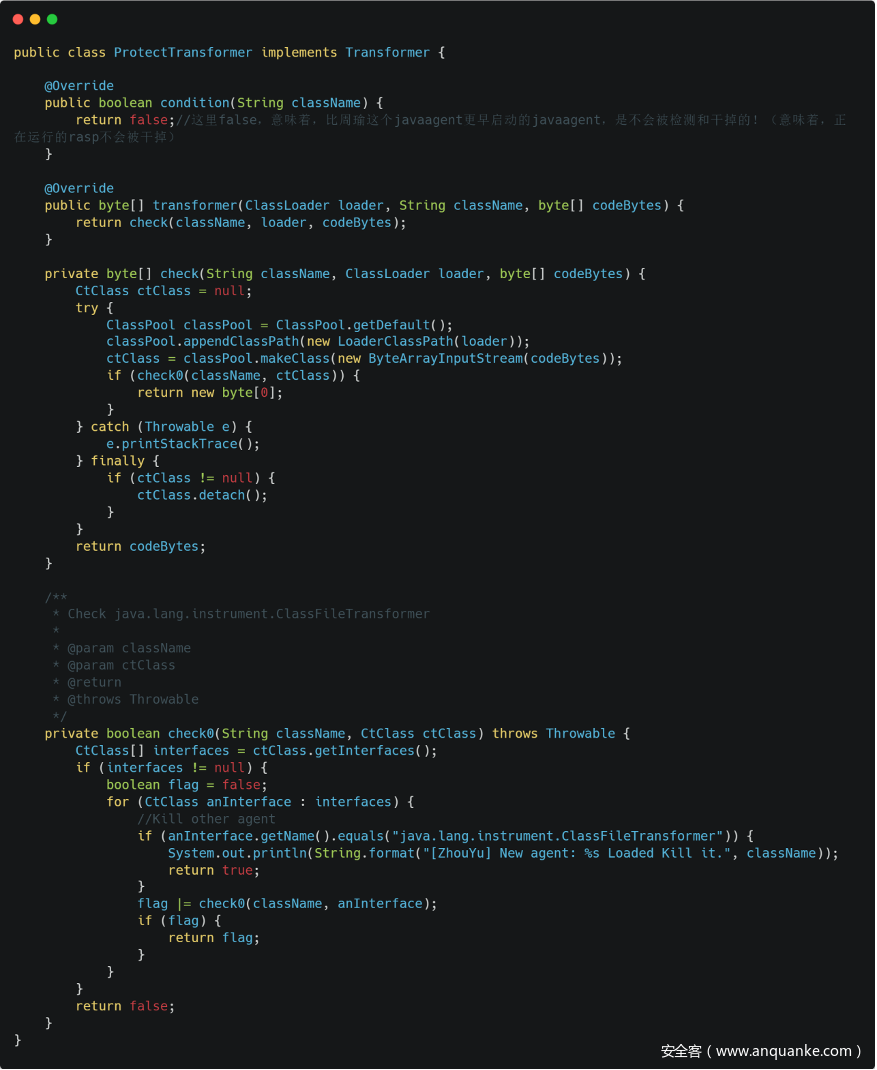 public class ProtectTransformer implements Transformer {
@Override
public boolean condition(String className) {
return false;//这里false，意味着，比周瑜这个javaagent更早启动的javaagent，是不会被检测和干掉的！（意味着，正
在运行的rasp不会被干掉）
}
@Override
public byte[] transformer(ClassLoader loader, String className, byte[] codeBytes) {
return check(className, loader, codeBytes);
}
private byte[] check(String className, ClassLoader loader, byte[] codeBytes) {
CtClass ctClass = null;
try {
ClassPool classPool = ClassPool.getDefault();
classPool.appendClassPath(new LoaderClassPath(loader));
ctClass = classPool.makeClass(new ByteArrayInputStream(codeBytes));
if (check0(className, ctClass)) {
return new byte[0];
}
} catch (Throwable e) {
e.printStackTrace();
} finally {
if (ctClass != null) {
ctClass.detach();
}
}
return codeBytes;
}
/**
* Check java.lang.instrument.ClassFileTransformer
*
* @param className
* @param ctClass
* @return
* @throws Throwable
*/
private boolean check0(String className, CtClass ctClass) throws Throwable {
CtClass[] interfaces = ctClass.getInterfaces();
if (interfaces != null) {
boolean flag = false;
for (CtClass anInterface : interfaces) {
//Kill other agent
if (anInterface.getName().equals("java.lang.instrument.ClassFileTransformer")) {
System.out.println(String.format("[ZhouYu] New agent: %s Loaded Kill it.", className));
return true;
}
flag |= check0(className, anInterface);
if (flag) {
return flag;
}
}
}
return false;
}
}
安全客（www.anquanke.com）